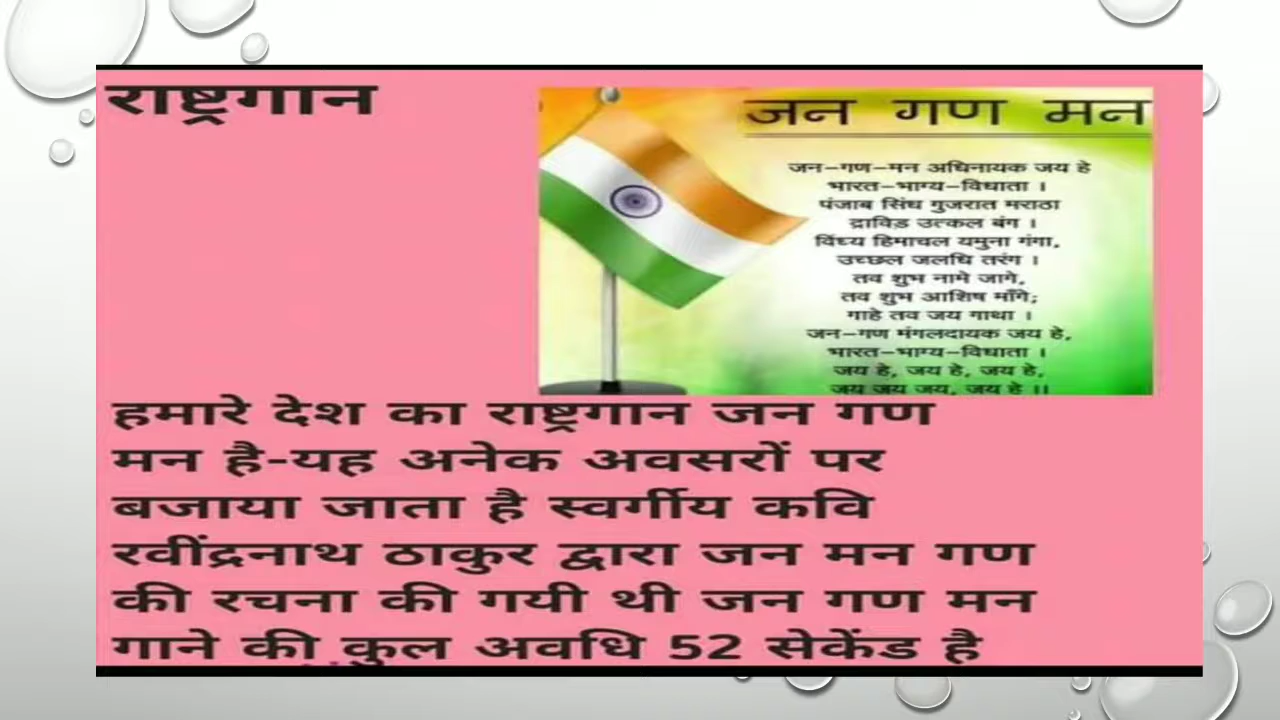 राष्ट्रगान
जन गण मन
जन–गण–मन अधिनायक जय हे
भारत–भाग्य–विधाता ।
पंजाब सिंध गुजरात मराठा
द्राविड़ उत्कल बंग ।
विंध्य हिमाचल यमुना गंगा,
उच्छल जलधि तरंग ।
तव शुभ नामे जागे,
तव शुभ आशिष माँगे;
गाहे तव जय गाथा ।
जन–गण मंगलदायक जय हे,
भारत–भाग्य–विधाता ।
जय हे, जय हे, जय हे,
जय जय जय, जय हे ।।
हमारे देश का राष्ट्रगान जन गण
मन है-यह अनेक अवसरों पर
बजाया जाता है स्वर्गीय कवि
रवींद्रनाथ ठाकुर द्वारा जन मन गण
की रचना की गयी थी जन गण मन
गाने की कुल अवधि 52 सेकेंड है